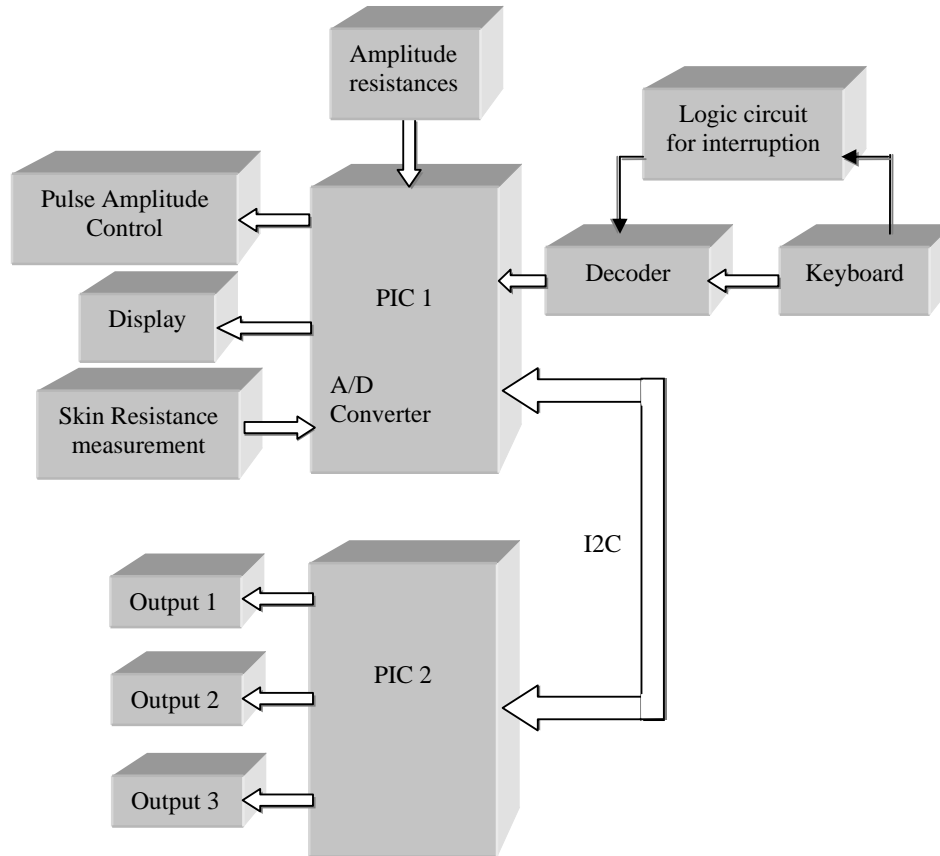 Amplitude
resistances
Logic circuit
for interruption
Pulse Amplitude
Control
Decoder
Keyboard
PIC 1
Display
A/D
Converter
Skin Resistance
measurement
I2C
Output 1
PIC 2
Output 2
Output 3